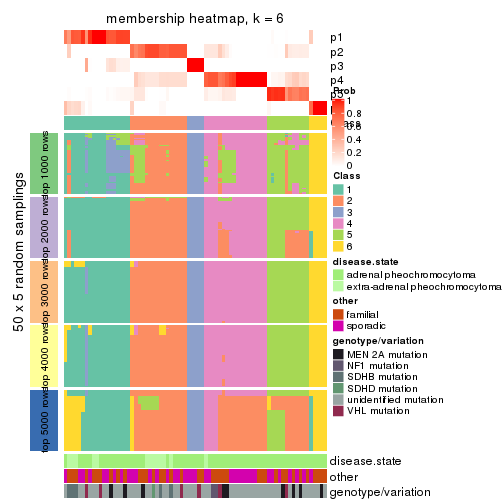 membership heatmap, k = 6
p1
p2
p3
p4
p5
Prob
1
0.8
0.6
0.4
0.2
0
Class
1
2
3
4
5
6
50 x 5 random samplings
top 1000 rows
top 2000 rows
top 3000 rows
top 4000 rows
top 5000 rows
disease.state
adrenal pheochromocytoma
extra-adrenal pheochromocytoma
other
familial
sporadic
genotype/variation
MEN 2A mutation
NF1 mutation
SDHB mutation
SDHD mutation
unidentified mutation
VHL mutation
disease.state
other
genotype/variation